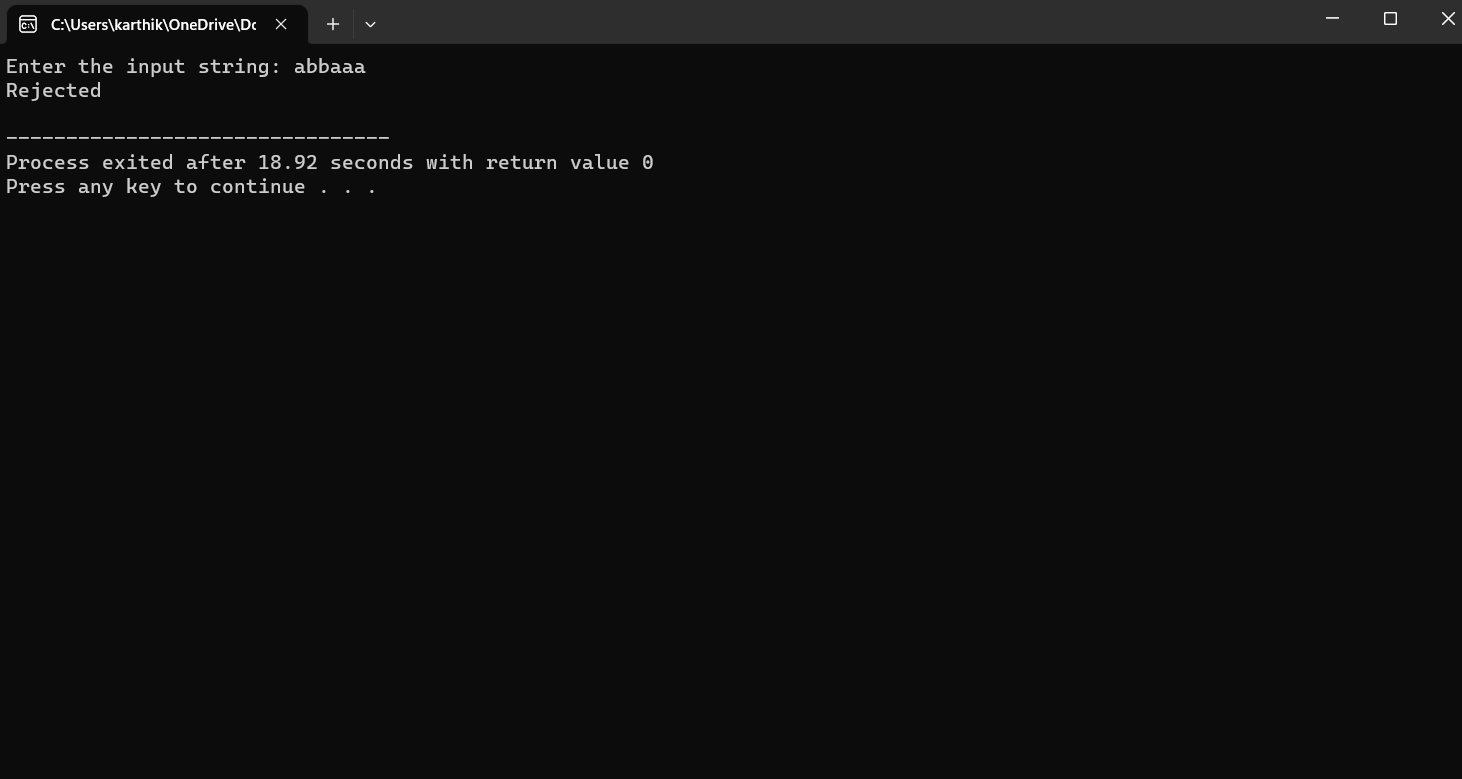 C:\Users\karthik\OneDrive\Dc
Enter the input string: abbaaa
Rejected
--------------------------------
Process exited after 18.92 seconds with return value 0
Press any key to continue . . .